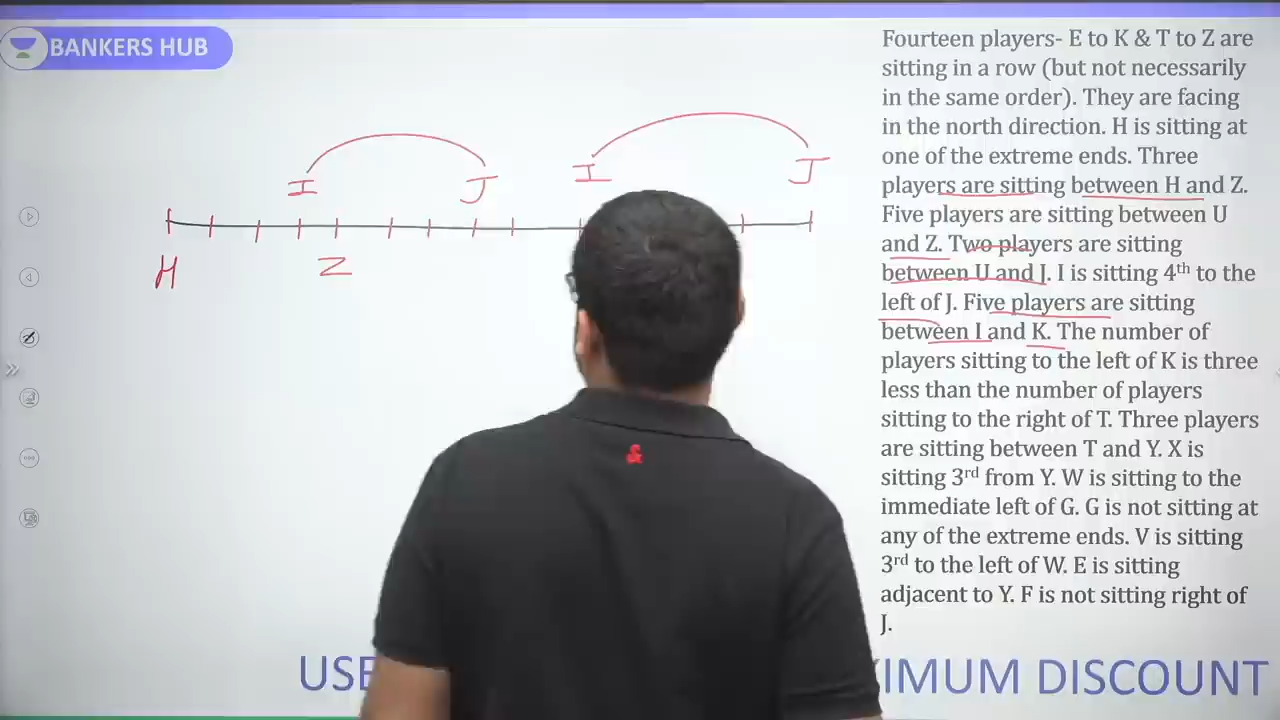 BANKERS HUB
I J I J
H Z
Fourteen players- E to K & T to Z are
sitting in a row (but not necessarily
in the same order). They are facing
in the north direction. H is sitting at
one of the extreme ends. Three
players are sitting between H and Z.
Five players are sitting between U
and Z. Two players are sitting
between U and J. I is sitting 4th to the
left of J. Five players are sitting
between I and K. The number of
players sitting to the left of K is three
less than the number of players
sitting to the right of T. Three players
are sitting between T and Y. X is
sitting 3rd from Y. W is sitting to the
immediate left of G. G is not sitting at
any of the extreme ends. V is sitting
3rd to the left of W. E is sitting
adjacent to Y. F is not sitting right of
J.
&
USE IMUM DISCOUNT